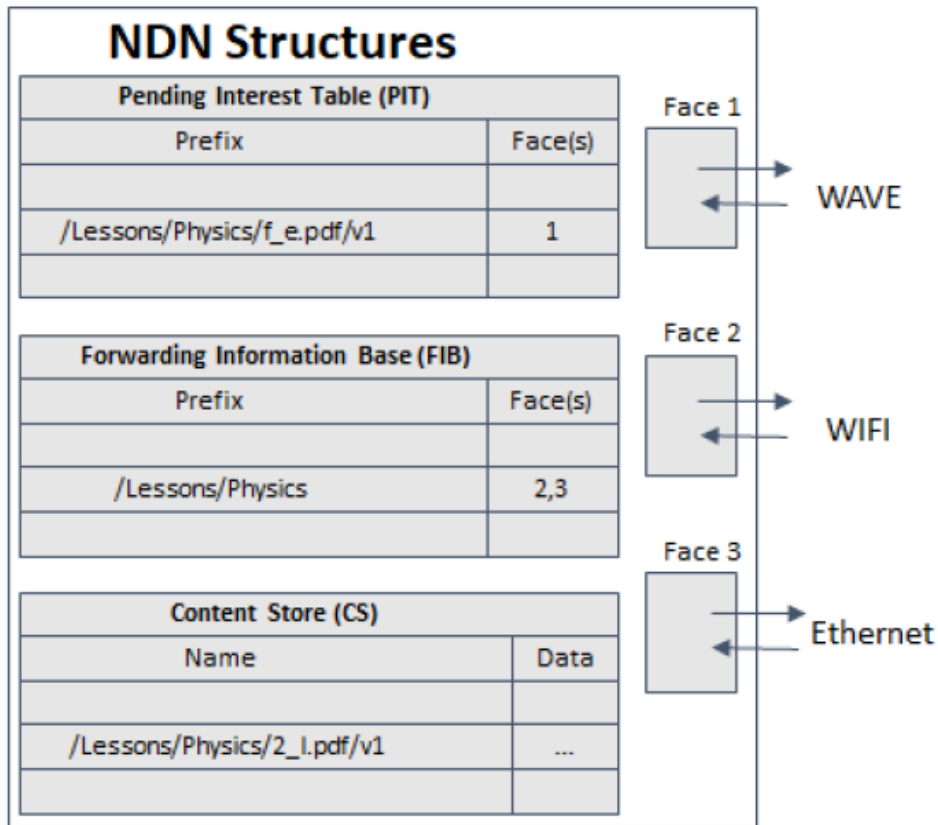 NDN Structures
Pending Interest Table (PIT)
Prefix Face(s)
/Lessons/Physics/f_e.pdf/v1 1
Forwarding Information Base (FIB)
Prefix Face(s)
/Lessons/Physics 2,3
Content Store (CS)
Name Data
/Lessons/Physics/2_l.pdf/v1 ...
Face 1
WAVE
Face 2
WIFI
Face 3
Ethernet